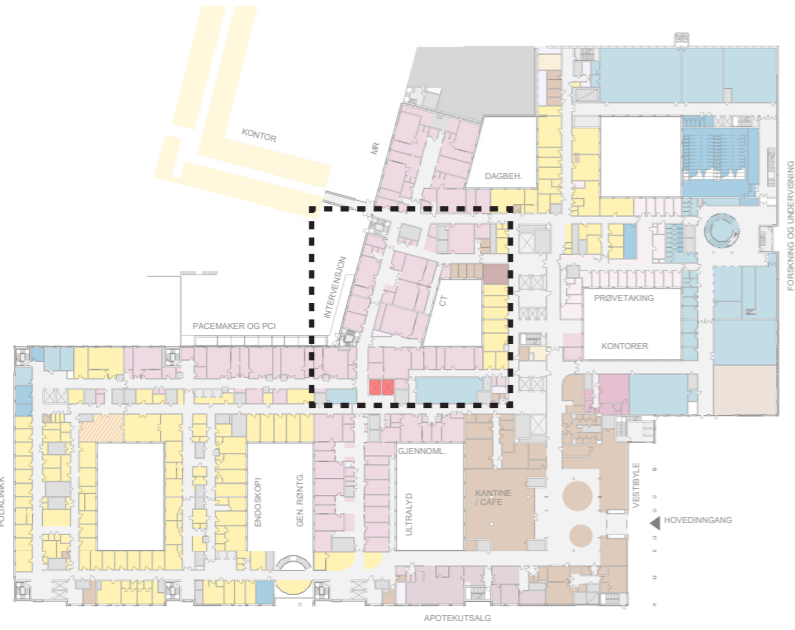 KONTOR
MR
DAGBEH.
FORSKNING OG UNDERVISNING
INTERVENSJON
CT
PRØVETAKING
PACEMAKER OG PCI
KONTORER
GJENNOML.
POLIKLINIKK
ENDOSKOPI
GEN. RØNTG.
ULTRALYD
KANTINE
/ CAFE
VESTIBYLE
HOVEDINNGANG
APOTEKUTSALG